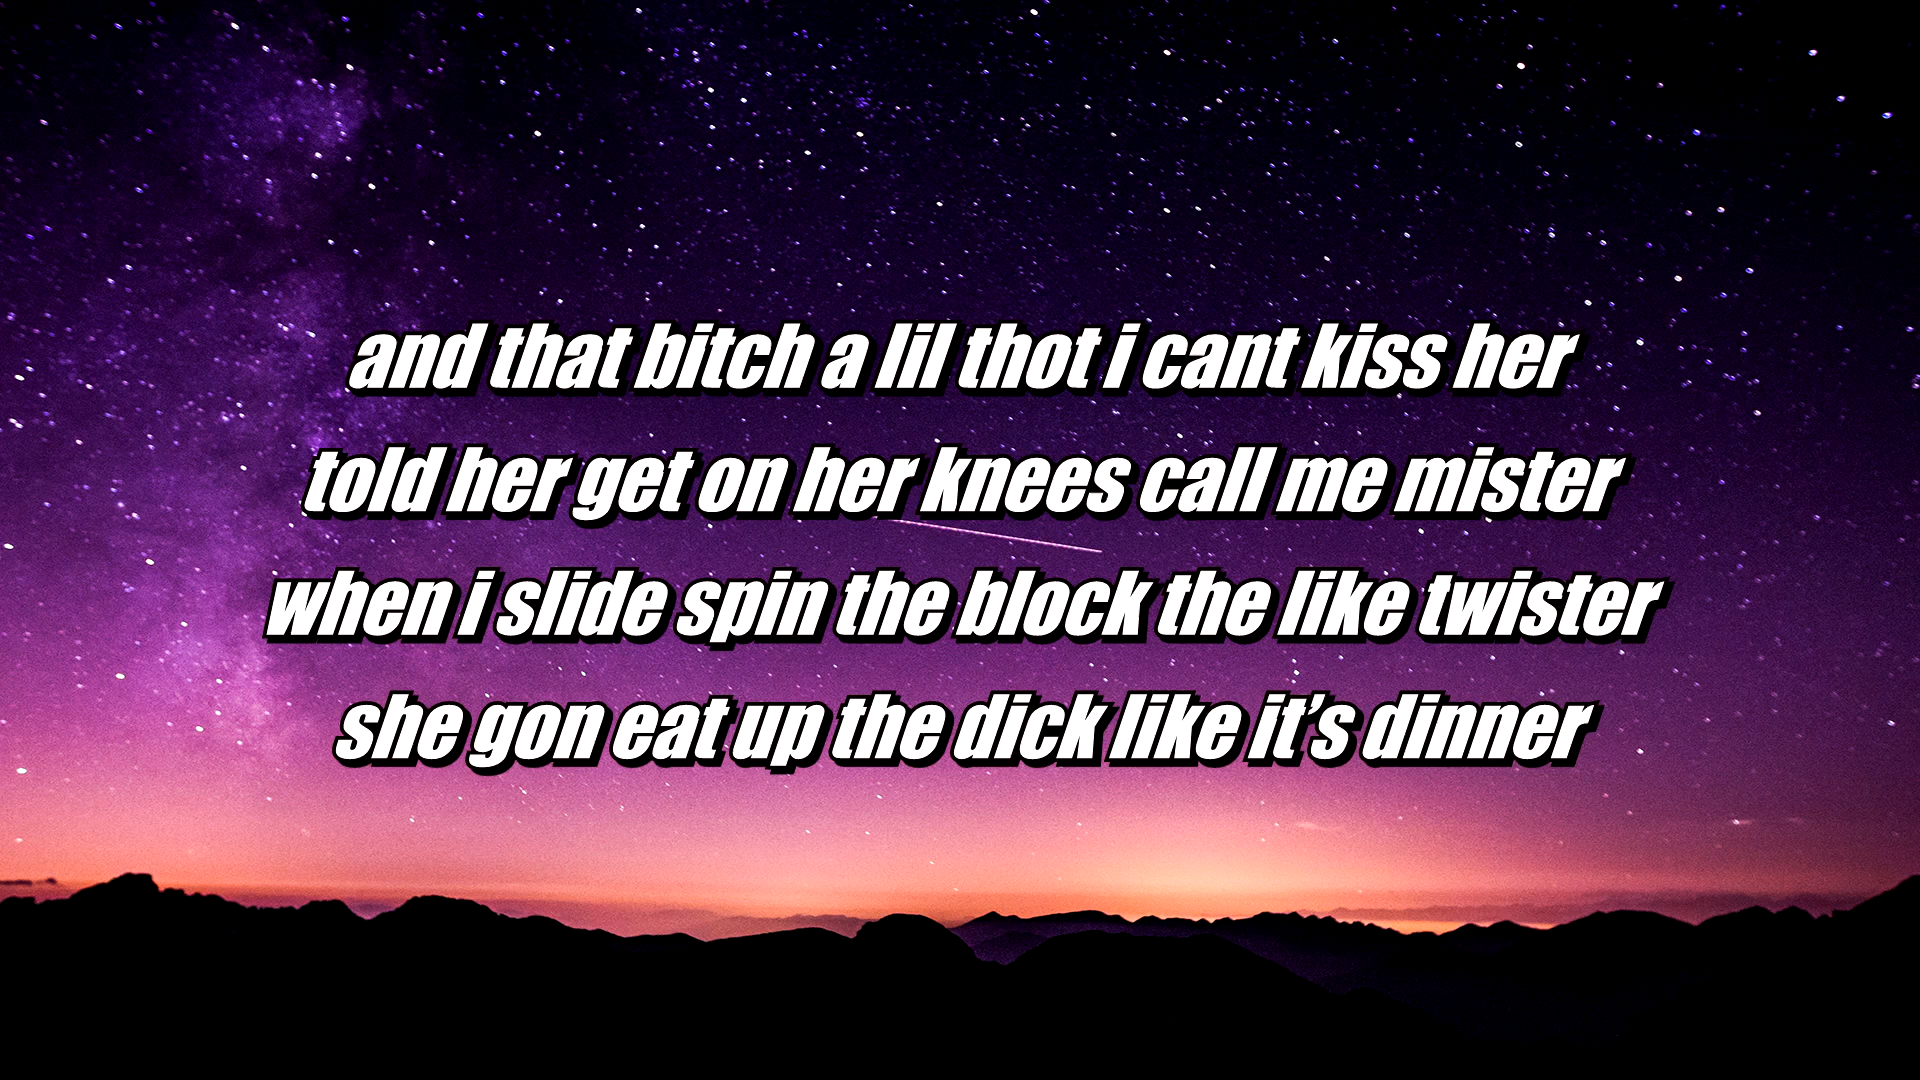 and that bitch a lil thot i cant kiss her
told her get on her knees call me mister
when i slide spin the block the like twister
she gon eat up the dick like it’s dinner